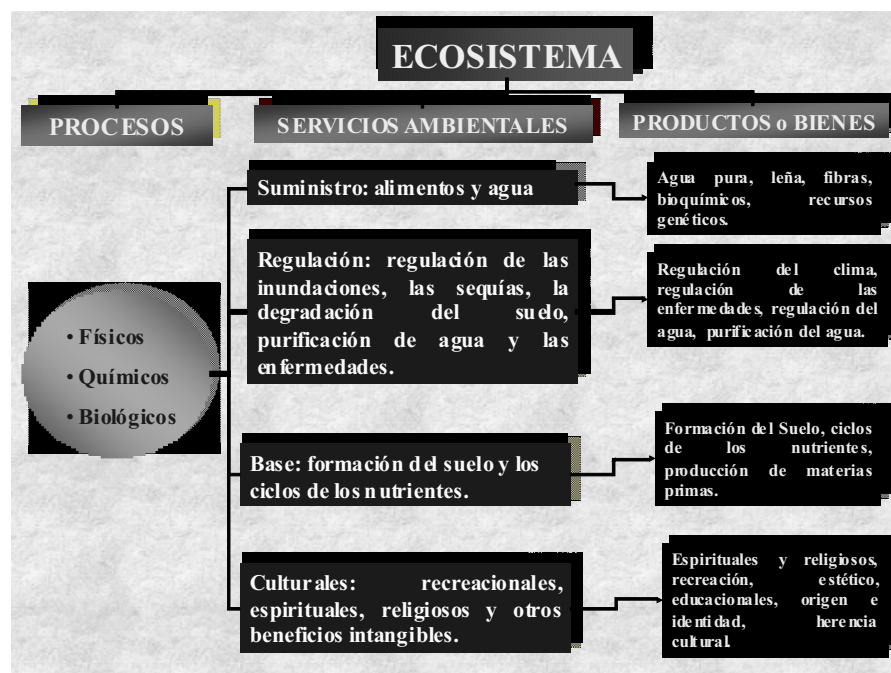 ECOSISTEMA
PROCESOS
SERVICIOS AMBIENTALES
PRODUCTOS o BIENES
• Físicos
• Químicos
• Biológicos
Suministro: alimentos y agua
Agua pura, leña, fibras,
bioquímicos, recursos
genéticos.
Regulación: regulación de las
inundaciones, las sequías, la
degradación del suelo,
purificación de agua y las
enfermedades.
Regulación del clima,
regulación de las
enfermedades, regulación del
agua, purificación del agua.
Base: formación del suelo y los
ciclos de los nutrientes.
Formación del Suelo, ciclos
de los nutrientes,
producción de materias
primas.
Culturales: recreacionales,
espirituales, religiosos y otros
beneficios intangibles.
Espirituales y religiosos,
recreación, estético,
educacionales, origen e
identidad, herencia
cultural.